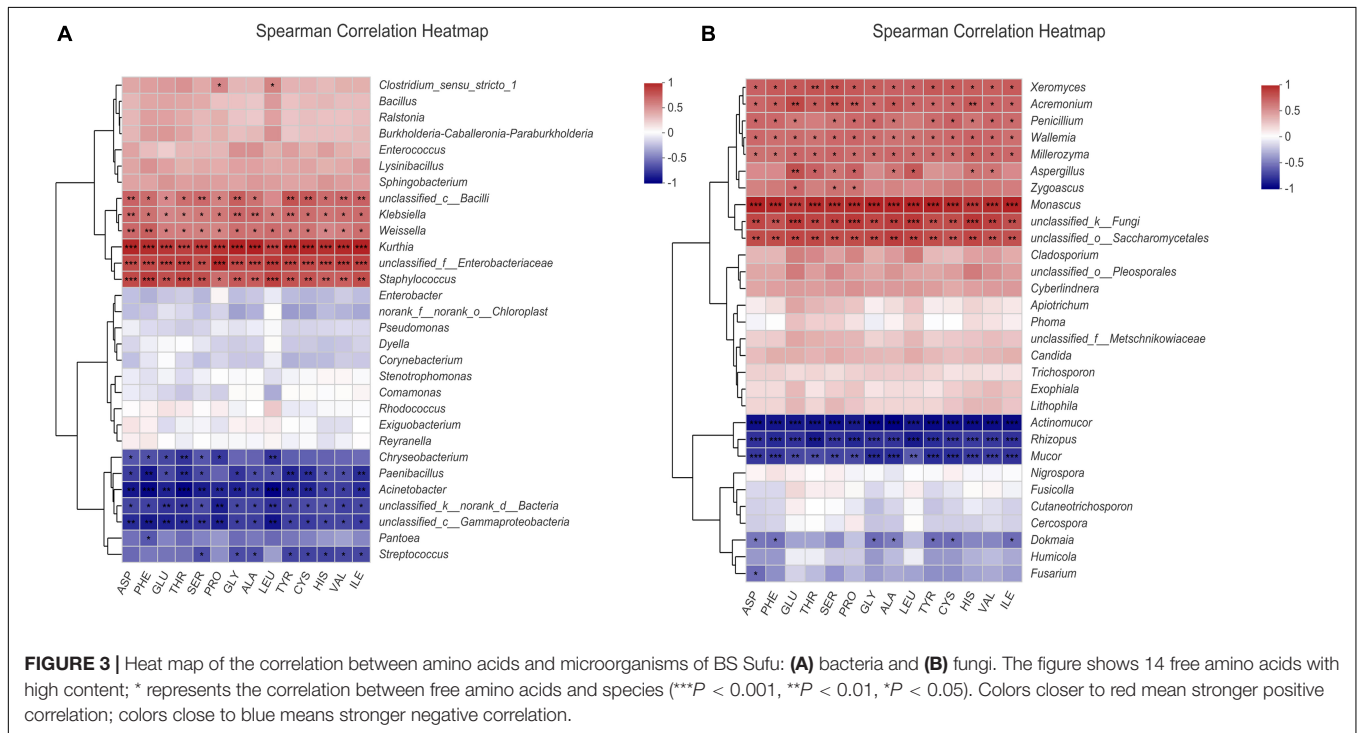 A
Spearman Correlation Heatmap
Clostridium_sensu_stricto_1
Bacillus
Ralstonia
Burkholderia-Caballeronia-Paraburkholderia
Enterococcus
Lysinibacillus
Sphingobacterium
unclassified_c__Bacilli
Klebsiella
Weissella
Kurthia
unclassified_f__Enterobacteriaceae
Staphylococcus
Enterobacter
norank_f__norank_o__Chloroplast
Pseudomonas
Dyella
Corynebacterium
Stenotrophomonas
Comamonas
Rhodococcus
Exiguobacterium
Reyranella
Chryseobacterium
Paenibacillus
Acinetobacter
unclassified_k__norank_d__Bacteria
unclassified_c__Gammaproteobacteria
Pantoea
Streptococcus
ASP PHE GLU THR SER PRO GLY ALA LEU TYR CYS HIS VAL ILE
1
0.5
0
-0.5
-1
B
Spearman Correlation Heatmap
Xeromyces
Acremonium
Penicillium
Wallemia
Millerozyma
Aspergillus
Zygoascus
Monascus
unclassified_k__Fungi
unclassified_o__Saccharomycetales
Cladosporium
unclassified_o__Pleosporales
Cyberlindnera
Apiotrichum
Phoma
unclassified_f__Metschnikowiaceae
Candida
Trichosporon
Exophiala
Lithophila
Actinomucor
Rhizopus
Mucor
Nigrospora
Fusicolla
Cutaneotrichosporon
Cercospora
Dokmaia
Humicola
Fusarium
ASP PHE GLU THR SER PRO GLY ALA LEU TYR CYS HIS VAL ILE
1
0.5
0
-0.5
-1
FIGURE 3 | Heat map of the correlation between amino acids and microorganisms of BS Sufu: (A) bacteria and (B) fungi. The figure shows 14 free amino acids with
high content; * represents the correlation between free amino acids and species (***P < 0.001, **P < 0.01, *P < 0.05). Colors closer to red mean stronger positive
correlation; colors close to blue means stronger negative correlation.